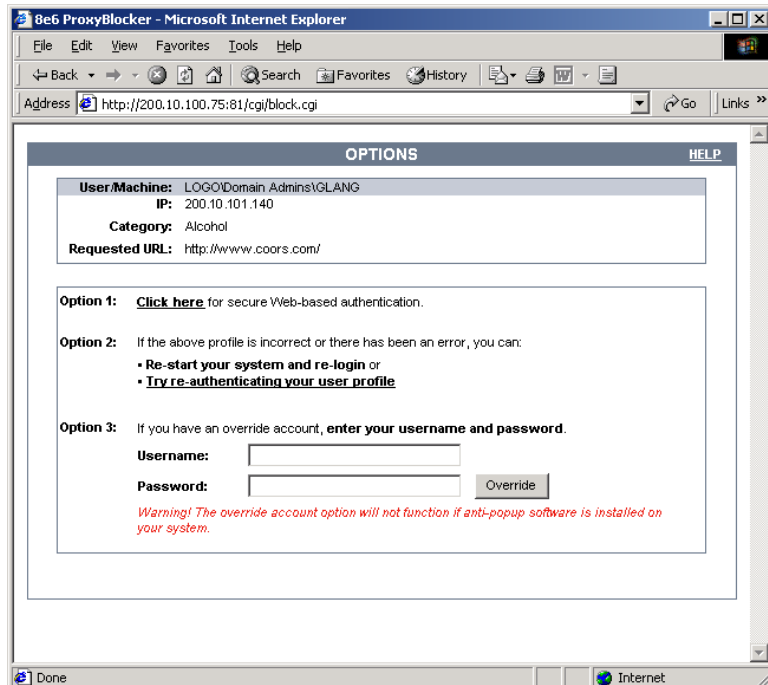 8e6 ProxyBlocker - Microsoft Internet Explorer
File Edit View Favorites Tools Help
Back Search Favorites History
Address http://200.10.100.75:81/cgi/block.cgi Go Links »
OPTIONS HELP
User/Machine: LOGO\Domain Admins\GLANG
IP: 200.10.101.140
Category: Alcohol
Requested URL: http://www.coors.com/
Option 1: Click here for secure Web-based authentication.
Option 2: If the above profile is incorrect or there has been an error, you can:
• Re-start your system and re-login or
• Try re-authenticating your user profile
Option 3: If you have an override account, enter your username and password.
Username:
Password: Override
Warning! The override account option will not function if anti-popup software is installed on
your system.
Done Internet